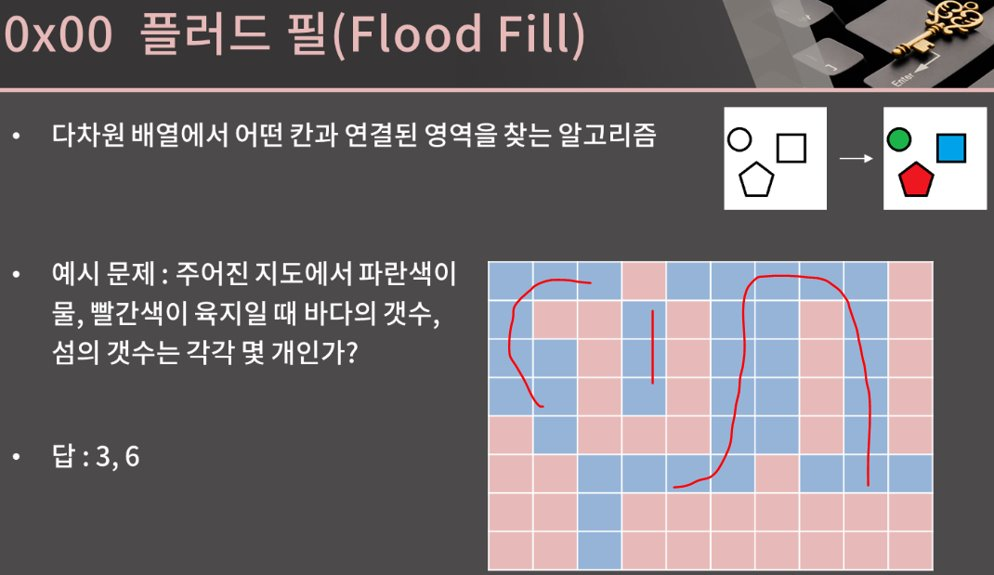 0x00 플러드 필(Flood Fill)
Enter
• 다차원 배열에서 어떤 칸과 연결된 영역을 찾는 알고리즘
• 예시 문제 : 주어진 지도에서 파란색이
물, 빨간색이 육지일 때 바다의 갯수,
섬의 갯수는 각각 몇 개인가?
• 답 : 3, 6